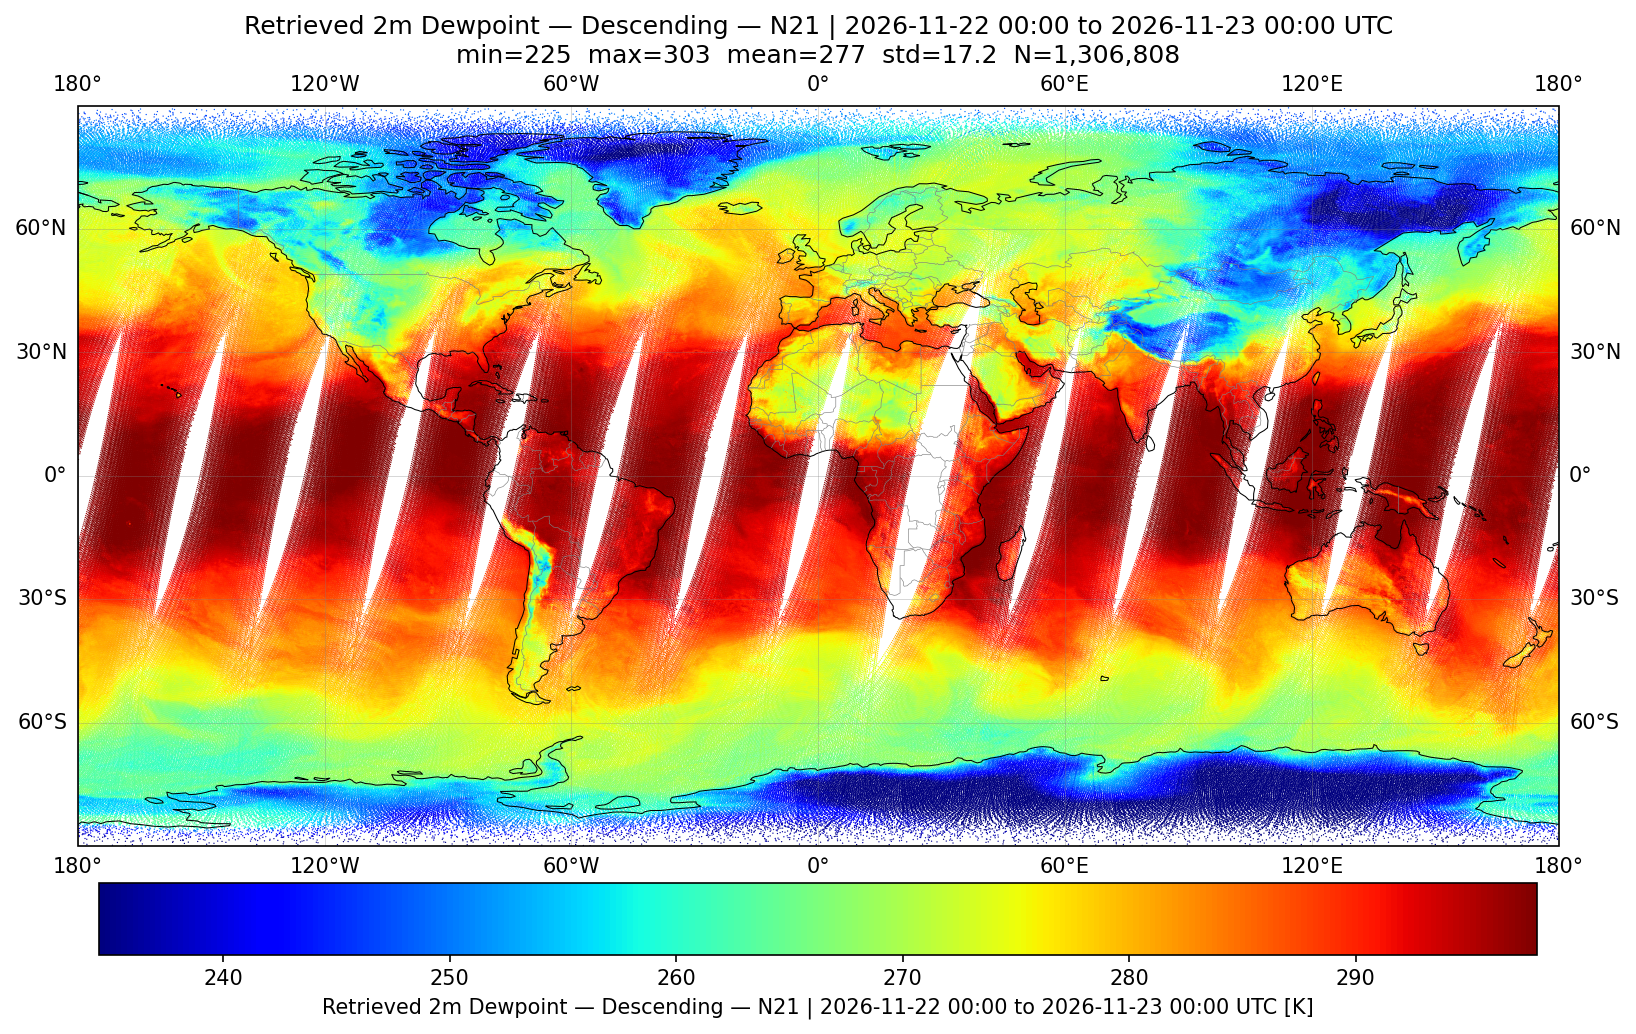 Retrieved 2m Dewpoint — Descending — N21 | 2026-11-22 00:00 to 2026-11-23 00:00 UTC
min=225  max=303  mean=277  std=17.2  N=1,306,808
180° 120°W 60°W 0° 60°E 120°E 180°
60°N 60°N
30°N 30°N
0° 0°
30°S 30°S
60°S 60°S
180° 120°W 60°W 0° 60°E 120°E 180°
240 250 260 270 280 290
Retrieved 2m Dewpoint — Descending — N21 | 2026-11-22 00:00 to 2026-11-23 00:00 UTC [K]